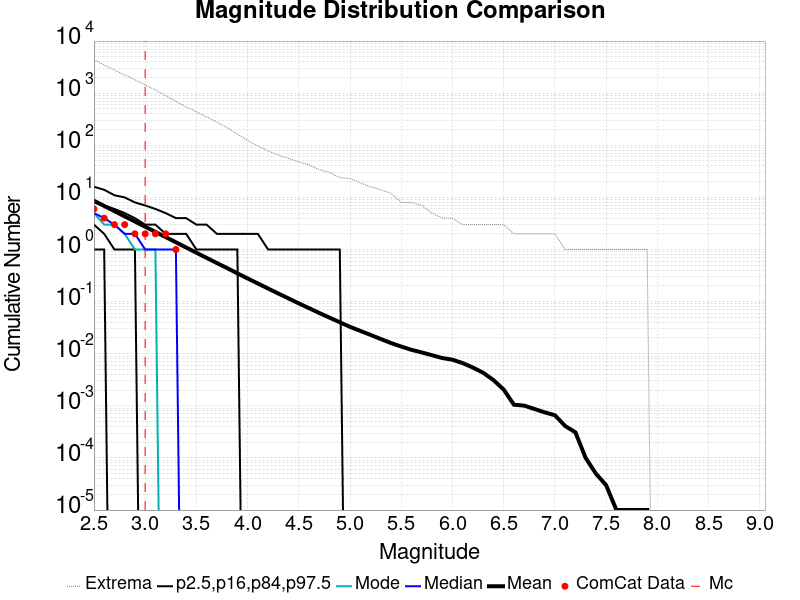 Magnitude Distribution Comparison
10^4
10^3
10^2
10^1
10^0
10^-1
10^-2
10^-3
10^-4
10^-5
Cumulative Number
2.5 3.0 3.5 4.0 4.5 5.0 5.5 6.0 6.5 7.0 7.5 8.0 8.5 9.0
Magnitude
Extrema p2.5,p16,p84,p97.5 Mode Median Mean ComCat Data Mc